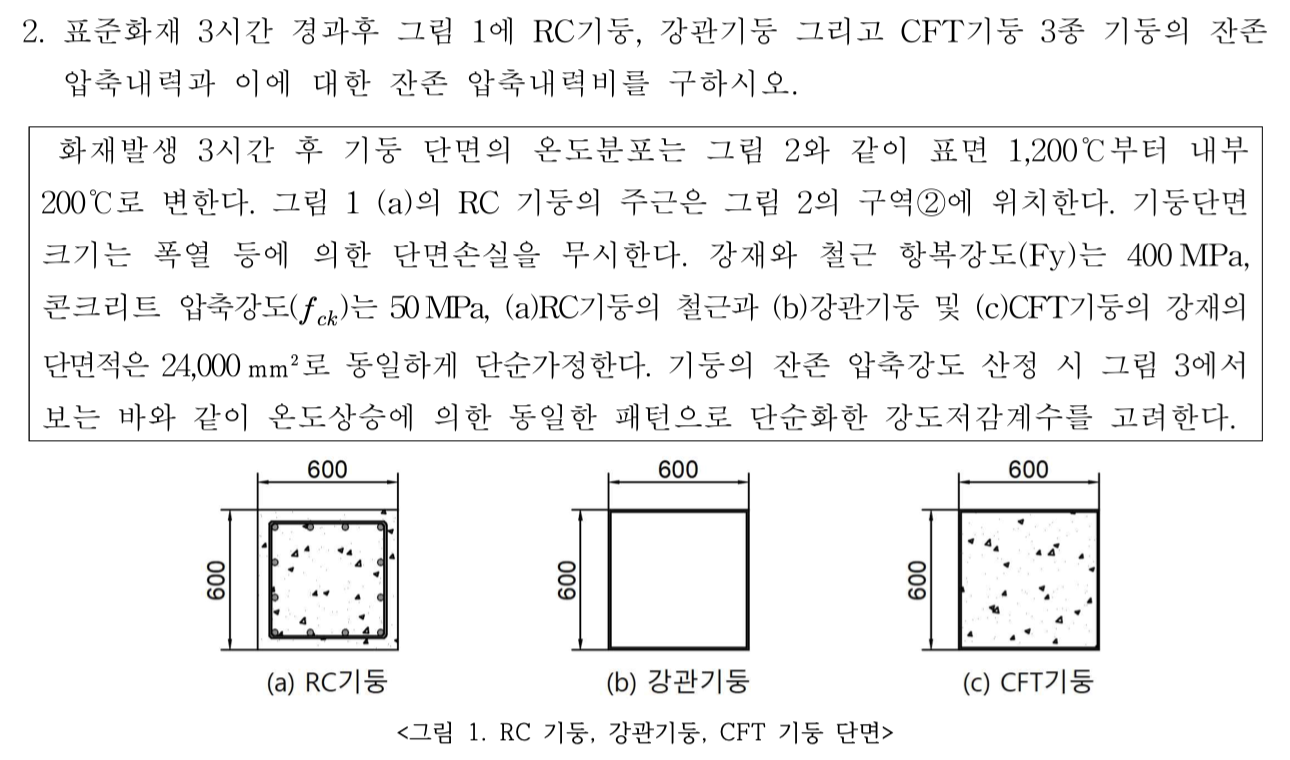 2. 표준화재 3시간 경과후 그림 1에 RC기둥, 강관기둥 그리고 CFT기둥 3종 기둥의 잔존
압축내력과 이에 대한 잔존 압축내력비를 구하시오.
화재발생 3시간 후 기둥 단면의 온도분포는 그림 2와 같이 표면 1,200℃부터 내부
200℃로 변한다. 그림 1 (a)의 RC 기둥의 주근은 그림 2의 구역②에 위치한다. 기둥단면
크기는 폭열 등에 의한 단면손실을 무시한다. 강재와 철근 항복강도(Fy)는 400 MPa,
콘크리트 압축강도(f_ck)는 50 MPa, (a)RC기둥의 철근과 (b)강관기둥 및 (c)CFT기둥의 강재의
단면적은 24,000 mm²로 동일하게 단순가정한다. 기둥의 잔존 압축강도 산정 시 그림 3에서
보는 바와 같이 온도상승에 의한 동일한 패턴으로 단순화한 강도저감계수를 고려한다.
600 600 600
600 600 600
(a) RC기둥 (b) 강관기둥 (c) CFT기둥
<그림 1. RC 기둥, 강관기둥, CFT 기둥 단면>